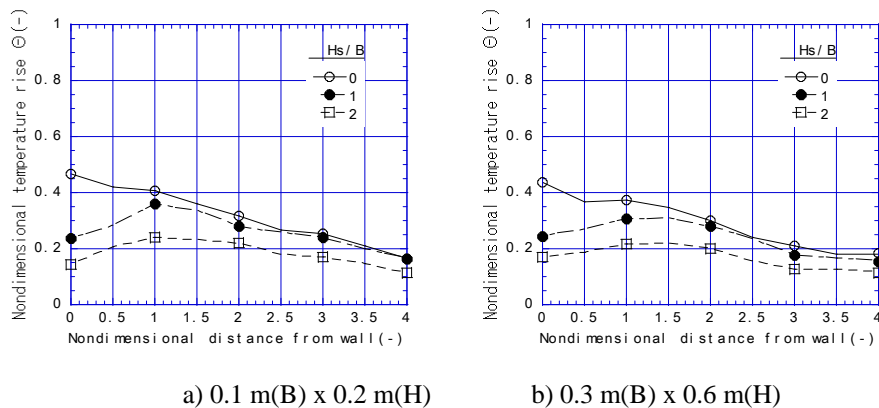 Nondimensional temperature rise Θ(-)
1
0.8
0.6
0.4
0.2
0
Hs/B
0
1
2
0 0.5 1 1.5 2 2.5 3 3.5 4
Nondimensional distance from wall(-)
a) 0.1 m(B) x 0.2 m(H)
Nondimensional temperature rise Θ(-)
1
0.8
0.6
0.4
0.2
0
Hs/B
0
1
2
0 0.5 1 1.5 2 2.5 3 3.5 4
Nondimensional distance from wall(-)
b) 0.3 m(B) x 0.6 m(H)